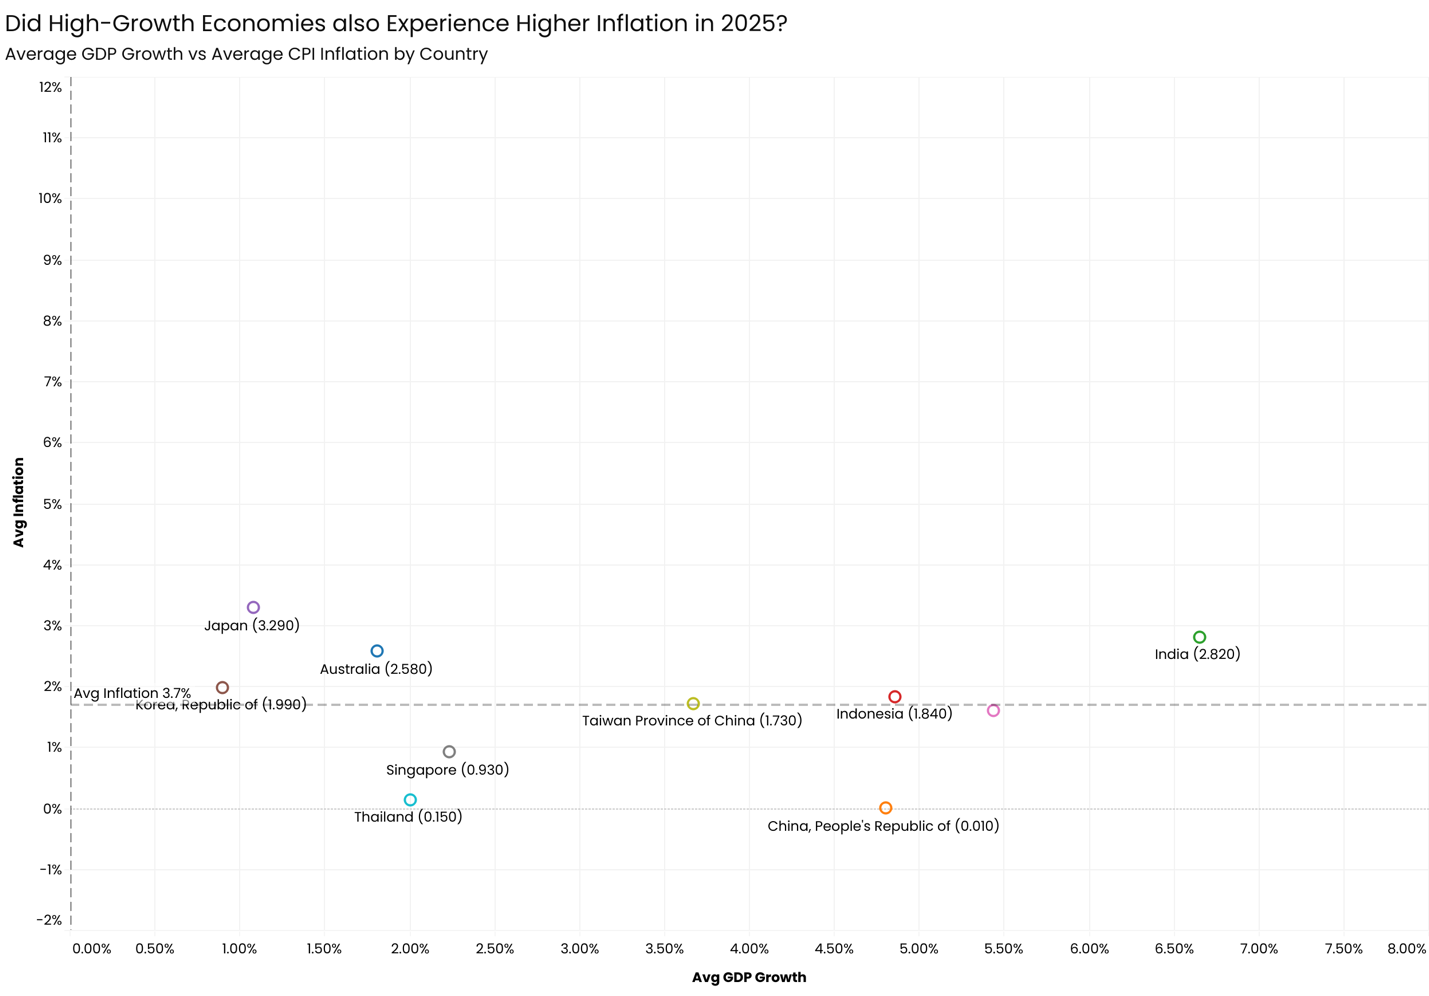 Did High-Growth Economies also Experience Higher Inflation in 2025?
Average GDP Growth vs Average CPI Inflation by Country
12%
11%
10%
9%
8%
7%
6%
5%
4%
3%
2%
1%
0%
-1%
-2%
Avg Inflation
Japan (3.290)
Australia (2.580)
India (2.820)
Avg Inflation 3.7%
Korea, Republic of (1.990)
Taiwan Province of China (1.730)
Indonesia (1.840)
Singapore (0.930)
Thailand (0.150)
China, People's Republic of (0.010)
0.00% 0.50% 1.00% 1.50% 2.00% 2.50% 3.00% 3.50% 4.00% 4.50% 5.00% 5.50% 6.00% 6.50% 7.00% 7.50% 8.00%
Avg GDP Growth